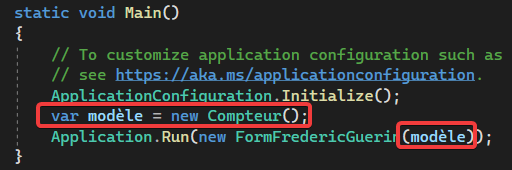 static void Main()
{
// To customize application configuration such as
// see https://aka.ms/applicationconfiguration.
ApplicationConfiguration.Initialize();
var modèle = new Compteur();
Application.Run(new FormFredericGuerin(modèle));
}